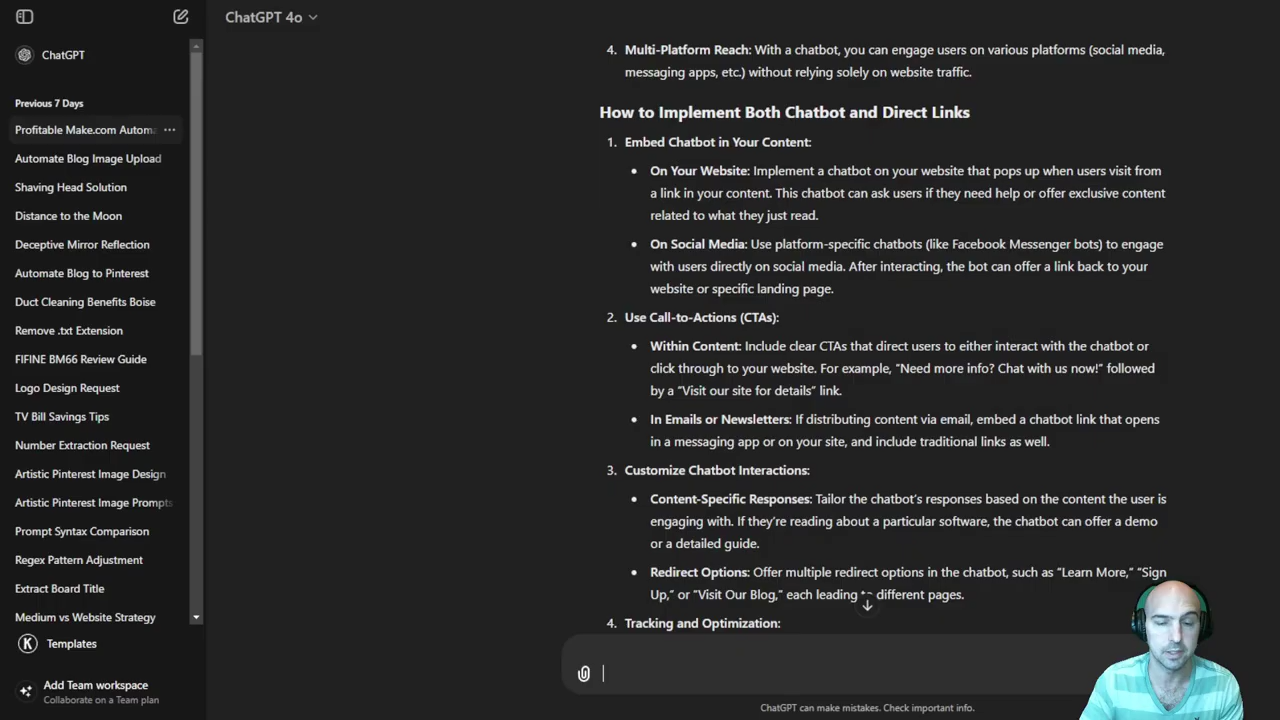 ChatGPT 4o
ChatGPT
Previous 7 Days
Profitable Make.com Autom
Automate Blog Image Upload
Shaving Head Solution
Distance to the Moon
Deceptive Mirror Reflection
Automate Blog to Pinterest
Duct Cleaning Benefits Boise
Remove .txt Extension
FIFINE BM66 Review Guide
Logo Design Request
TV Bill Savings Tips
Number Extraction Request
Artistic Pinterest Image Design
Artistic Pinterest Image Prompts
Prompt Syntax Comparison
Regex Pattern Adjustment
Extract Board Title
Medium vs Website Strategy
Templates
Add Team workspace
Collaborate on a Team plan
4. Multi-Platform Reach: With a chatbot, you can engage users on various platforms (social media,
messaging apps, etc.) without relying solely on website traffic.
How to Implement Both Chatbot and Direct Links
1. Embed Chatbot in Your Content:
• On Your Website: Implement a chatbot on your website that pops up when users visit from
a link in your content. This chatbot can ask users if they need help or offer exclusive content
related to what they just read.
• On Social Media: Use platform-specific chatbots (like Facebook Messenger bots) to engage
with users directly on social media. After interacting, the bot can offer a link back to your
website or specific landing page.
2. Use Call-to-Actions (CTAs):
• Within Content: Include clear CTAs that direct users to either interact with the chatbot or
click through to your website. For example, “Need more info? Chat with us now!” followed
by a “Visit our site for details” link.
• In Emails or Newsletters: If distributing content via email, embed a chatbot link that opens
in a messaging app or on your site, and include traditional links as well.
3. Customize Chatbot Interactions:
• Content-Specific Responses: Tailor the chatbot’s responses based on the content the user is
engaging with. If they’re reading about a particular software, the chatbot can offer a demo
or a detailed guide.
• Redirect Options: Offer multiple redirect options in the chatbot, such as “Learn More,” “Sign
Up,” or “Visit Our Blog,” each leading different pages.
4. Tracking and Optimization:
ChatGPT can make mistakes. Check important info.